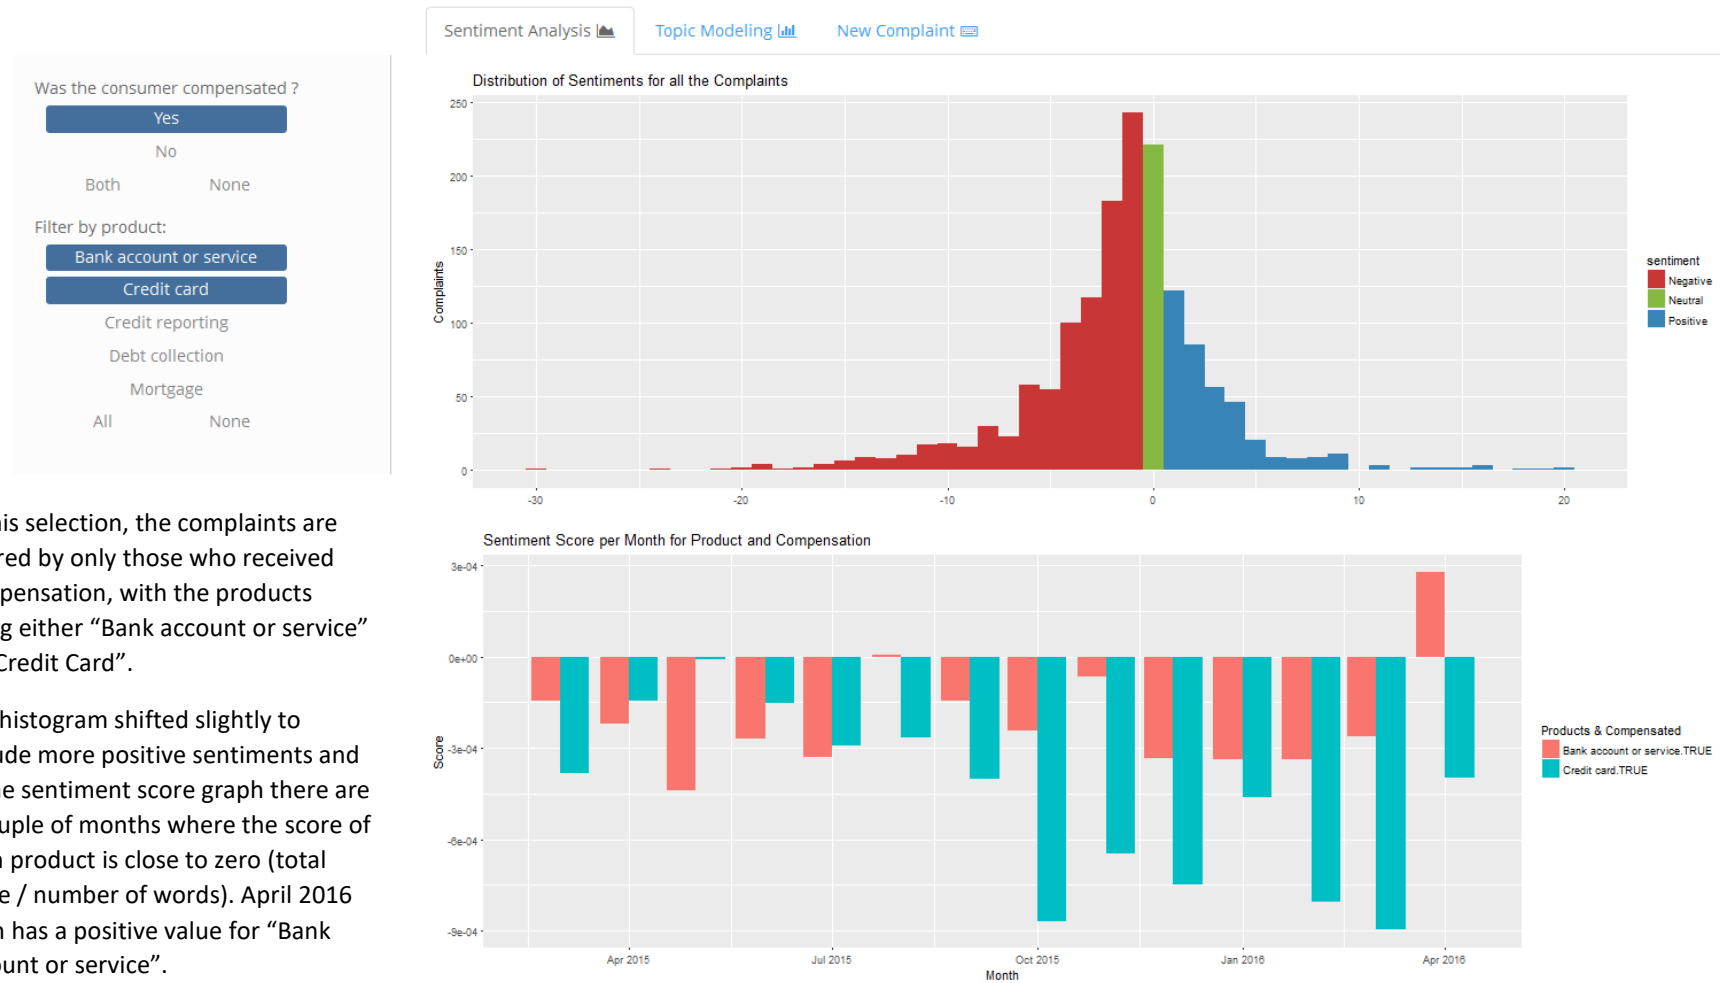 Sentiment Analysis
Topic Modeling
New Complaint
Was the consumer compensated ?
Yes
No
Both None
Filter by product:
Bank account or service
Credit card
Credit reporting
Debt collection
Mortgage
All None
selection, the complaints are
by only those who received
with the products
either “Bank account or service”
Credit Card”.
histogram shifted slightly to
more positive sentiments and
sentiment score graph there are
of months where the score of
product is close to zero (total
/ number of words). April 2016
has a positive value for “Bank
or service”.
Distribution of Sentiments for all the Complaints
Complaints
250
200
150
100
50
0
-30 -20 -10 0 10 20
sentiment
Negative
Neutral
Positive
Sentiment Score per Month for Product and Compensation
Score
3e-04
0e+00
-3e-04
-6e-04
-9e-04
Apr 2015 Jul 2015 Oct 2015 Jan 2016 Apr 2016
Month
Products & Compensated
Bank account or service.TRUE
Credit card.TRUE